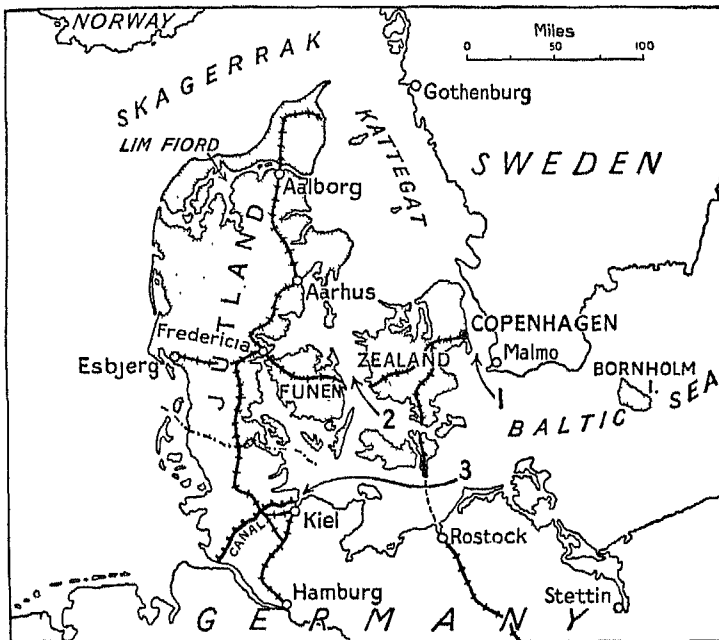 NORWAY
Miles
0 50 100
SKAGERRAK
Gothenburg
KATTEGAT
LIM FIORD
SWEDEN
Aalborg
JUTLAND
Aarhus
COPENHAGEN
Fredericia
ZEALAND
Malmo
Esbjerg
BORNHOLM
I.
FUNEN
1
2
BALTIC SEA
3
Kiel
CANAL
Rostock
Stettin
Hamburg
GERMANY